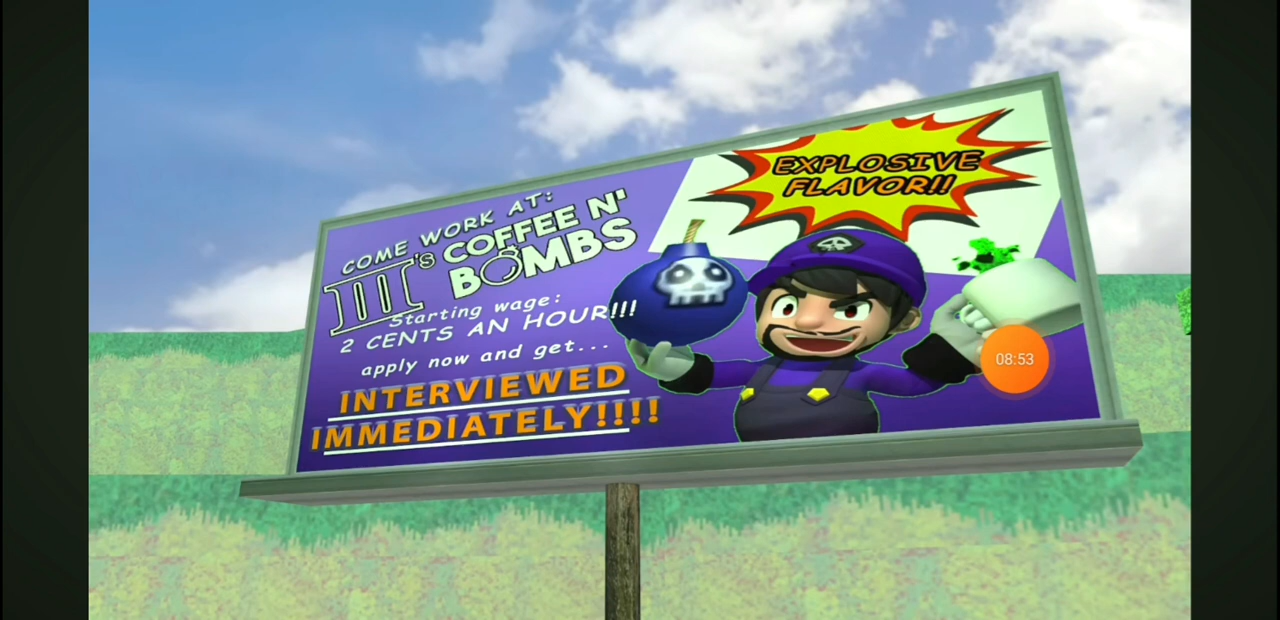 COME WORK AT:
III's COFFEE N'
BOMBS
Starting wage:
2 CENTS AN HOUR!!!
apply now and get...
INTERVIEWED
IMMEDIATELY!!!!
EXPLOSIVE
FLAVOR!!
08:53